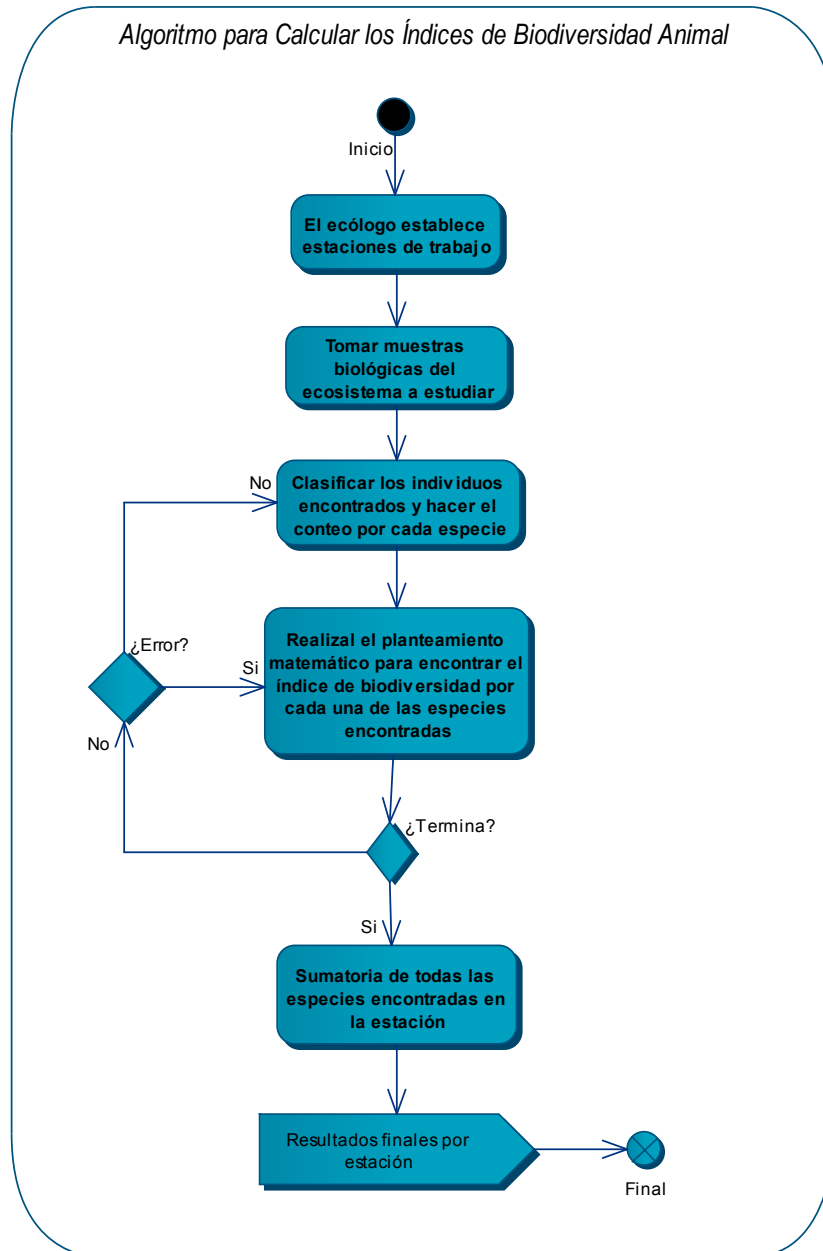 Algoritmo para Calcular los Índices de Biodiversidad Animal
Inicio
El ecólogo establece
estaciones de trabajo
Tomar muestras
biológicas del
ecosistema a estudiar
No
Clasificar los individuos
encontrados y hacer el
conteo por cada especie
¿Error?
Si
Realizal el planteamiento
matemático para encontrar el
índice de biodiversidad por
cada una de las especies
encontradas
No
¿Termina?
Si
Sumatoria de todas las
especies encontradas en
la estación
Resultados finales por
estación
Final